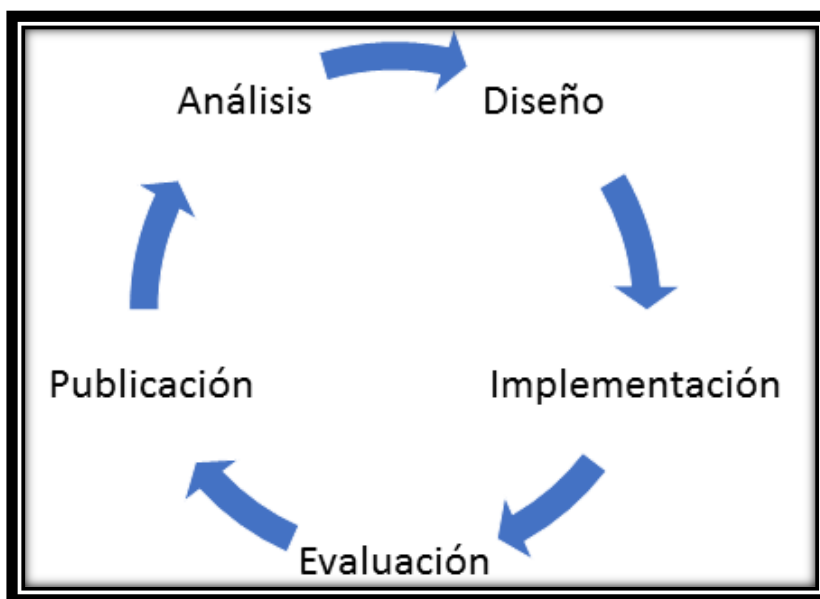 Análisis
Diseño
Implementación
Evaluación
Publicación